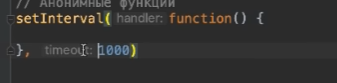 // Анонимные функции
setInterval( handler: function() {
}, timeout: 1000)